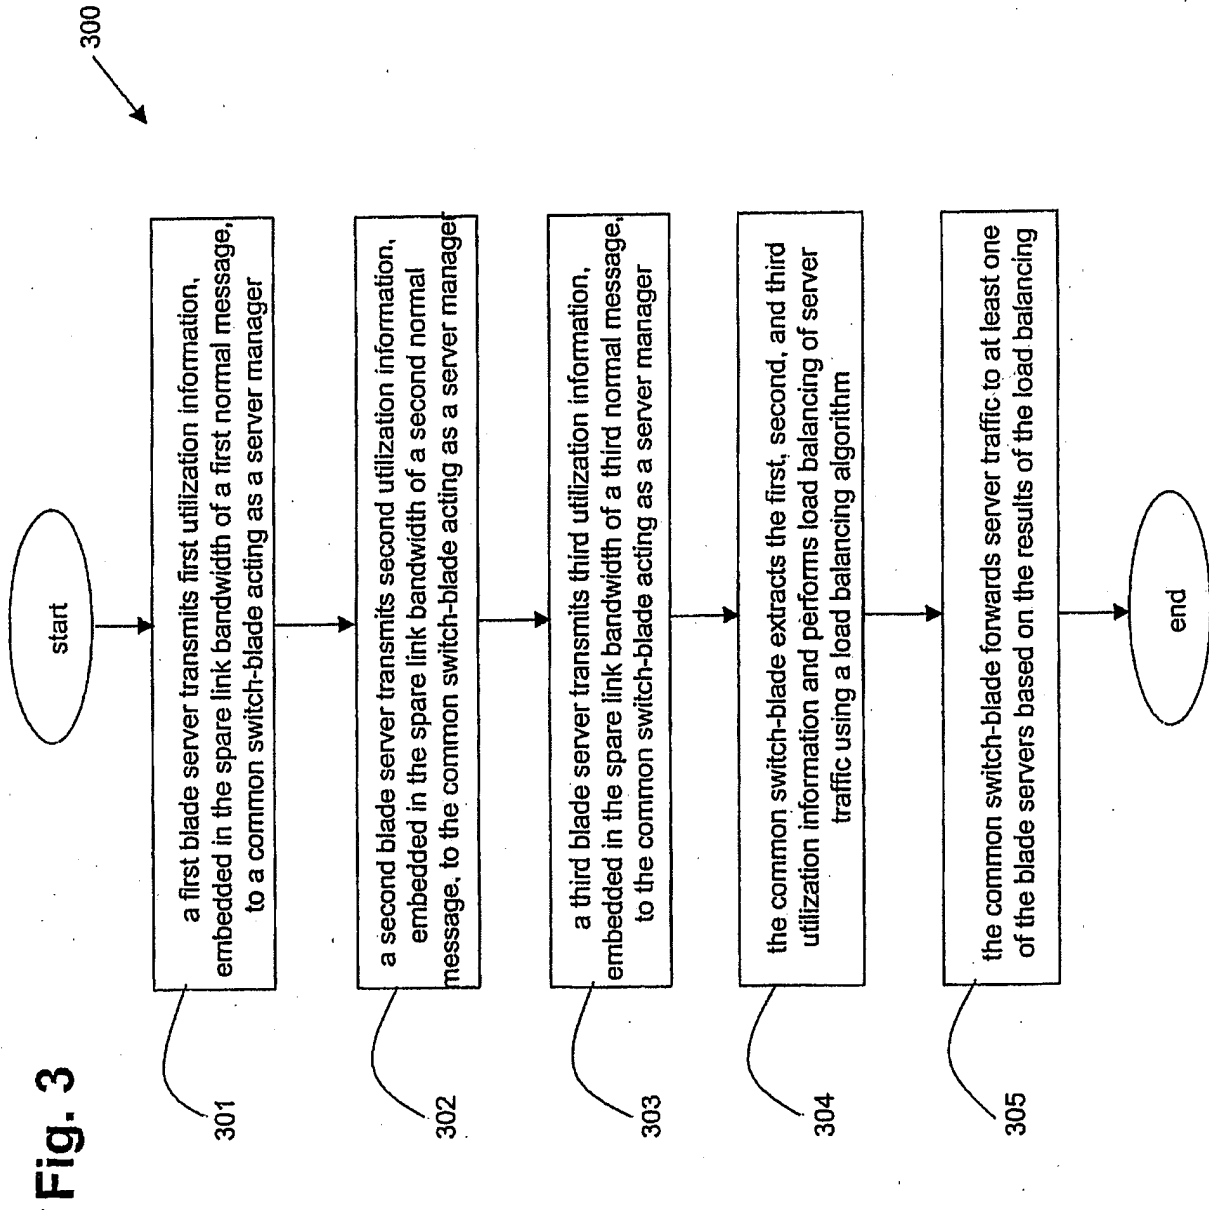 Fig. 3
300
start
301
a first blade server transmits first utilization information,
embedded in the spare link bandwidth of a first normal message,
to a common switch-blade acting as a server manager
302
a second blade server transmits second utilization information,
embedded in the spare link bandwidth of a second normal
message, to the common switch-blade acting as a server manager
303
a third blade server transmits third utilization information,
embedded in the spare link bandwidth of a third normal message,
to the common switch-blade acting as a server manager
304
the common switch-blade extracts the first, second, and third
utilization information and performs load balancing of server
traffic using a load balancing algorithm
305
the common switch-blade forwards server traffic to at least one
of the blade servers based on the results of the load balancing
end